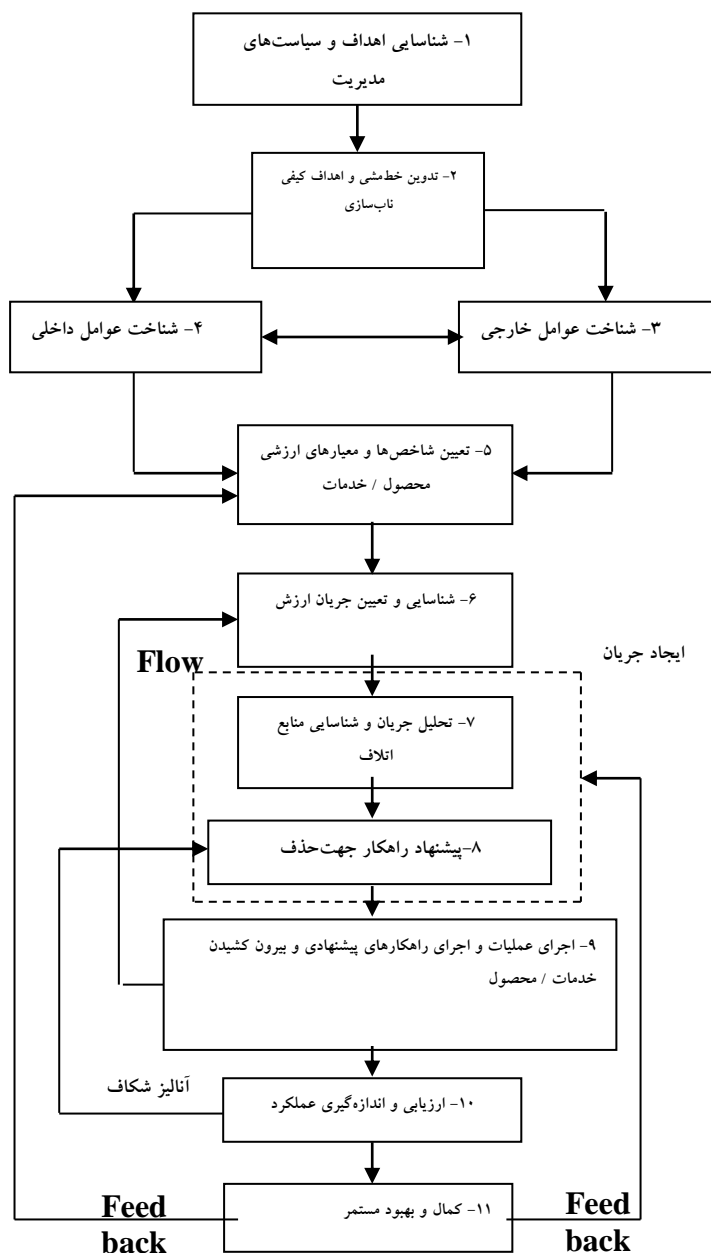 ۱- شناسایی اهداف و سیاست‌های
مدیریت
۲- تدوین خط‌مشی و اهداف کیفی
ناب‌سازی
۳- شناخت عوامل خارجی
۴- شناخت عوامل داخلی
۵- تعیین شاخص‌ها و معیارهای ارزشی
محصول / خدمات
۶- شناسایی و تعیین جریان ارزش
ایجاد جریان
Flow
۷- تحلیل جریان و شناسایی منابع
اتلاف
۸-پیشنهاد راهکار جهت‌حذف
۹- اجرای عملیات و اجرای راهکارهای پیشنهادی و بیرون کشیدن
خدمات / محصول
آنالیز شکاف
۱۰- ارزیابی و اندازه‌گیری عملکرد
۱۱- کمال و بهبود مستمر
Feed
back
Feed
back